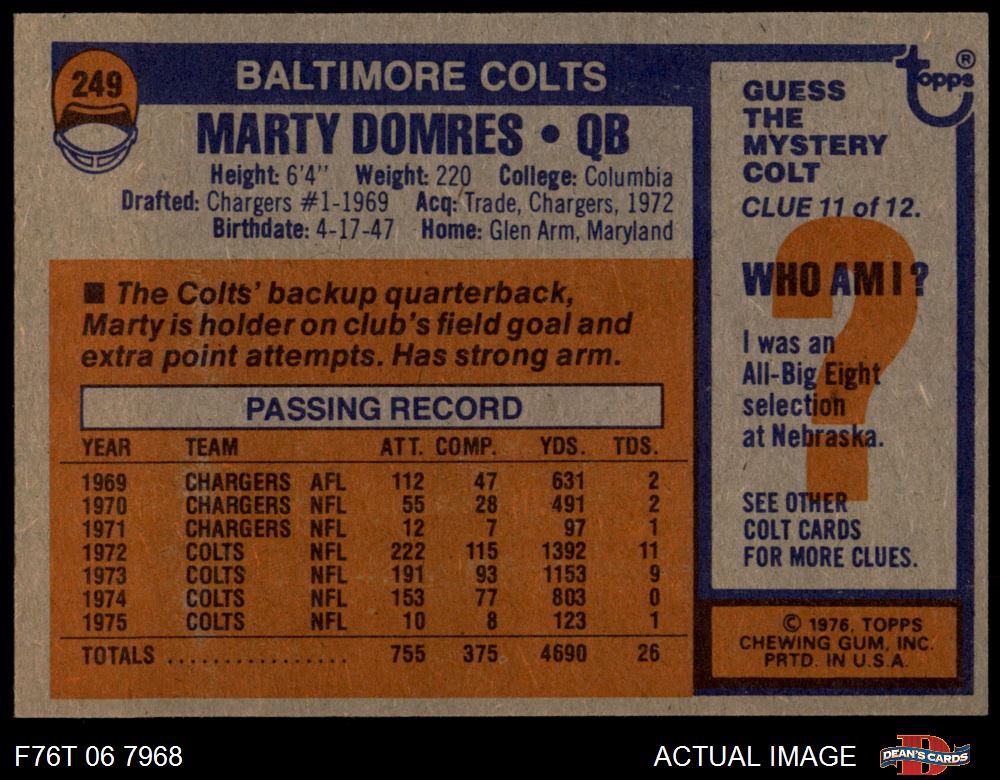 249
BALTIMORE COLTS
MARTY DOMRES • QB
Height: 6'4" Weight: 220 College: Columbia
Drafted: Chargers #1-1969 Acq: Trade, Chargers, 1972
Birthdate: 4-17-47 Home: Glen Arm, Maryland
■ The Colts' backup quarterback,
Marty is holder on club's field goal and
extra point attempts. Has strong arm.
PASSING RECORD
YEAR TEAM ATT. COMP. YDS. TDS.
1969 CHARGERS AFL 112 47 631 2
1970 CHARGERS NFL 55 28 491 2
1971 CHARGERS NFL 12 7 97 1
1972 COLTS NFL 222 115 1392 11
1973 COLTS NFL 191 93 1153 9
1974 COLTS NFL 153 77 803 0
1975 COLTS NFL 10 8 123 1
TOTALS ................ 755 375 4690 26
topps ®
GUESS
THE
MYSTERY
COLT
CLUE 11 of 12.
?
WHO AM I?
I was an
All-Big Eight
selection
at Nebraska.
SEE OTHER
COLT CARDS
FOR MORE CLUES.
© 1976, TOPPS
CHEWING GUM, INC.
PRTD. IN U.S.A.
F76T 06 7968
ACTUAL IMAGE
D
DEAN'S CARDS